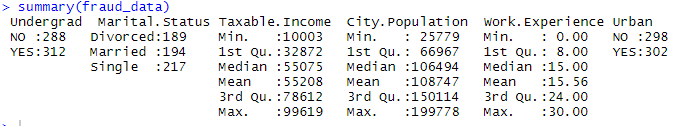 > summary(fraud_data)
 Undergrad   Marital.Status Taxable.Income  City.Population  Work.Experience Urban
 NO :288   Divorced:189   Min.   :10003   Min.   : 25779   Min.   : 0.00   NO :298
 YES:312   Married :194   1st Qu.:32872   1st Qu.: 66967   1st Qu.: 8.00   YES:302
           Single  :217   Median :55075   Median :106494   Median :15.00
                          Mean   :55208   Mean   :108747   Mean   :15.56
                          3rd Qu.:78612   3rd Qu.:150114   3rd Qu.:24.00
                          Max.   :99619   Max.   :199778   Max.   :30.00
>